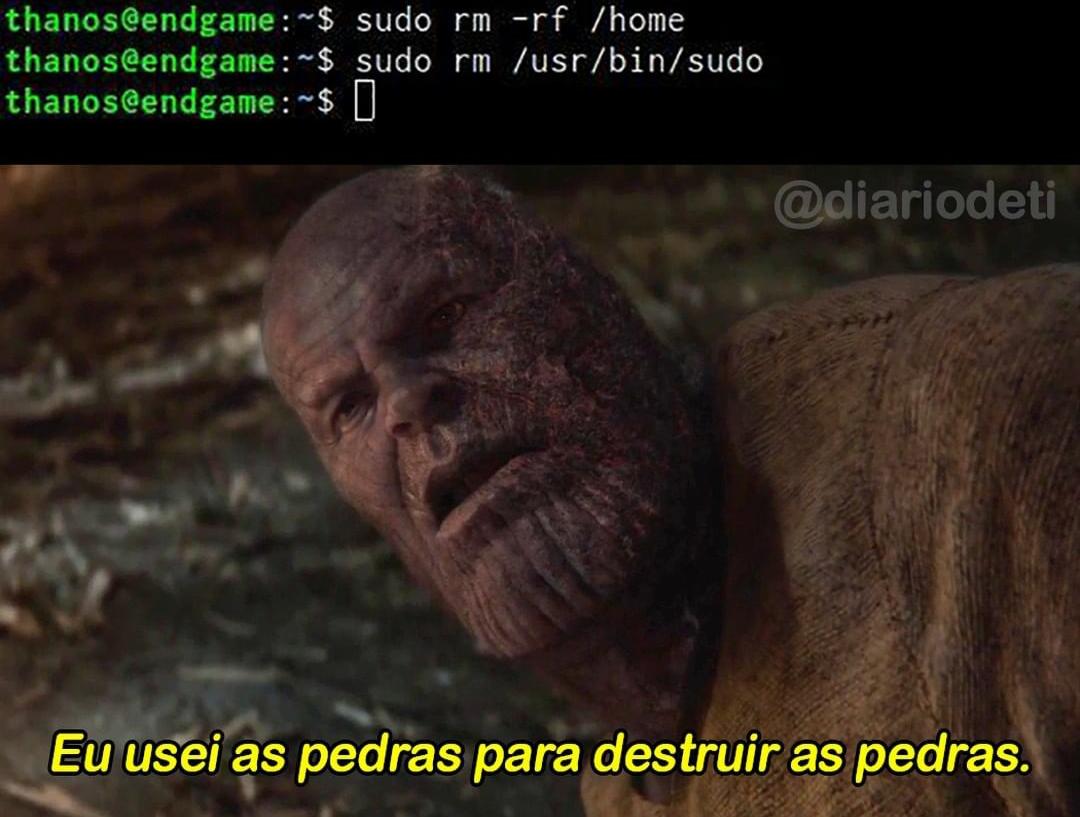 thanos@endgame:~$ sudo rm -rf /home
thanos@endgame:~$ sudo rm /usr/bin/sudo
thanos@endgame:~$
@diariodeti
Eu usei as pedras para destruir as pedras.